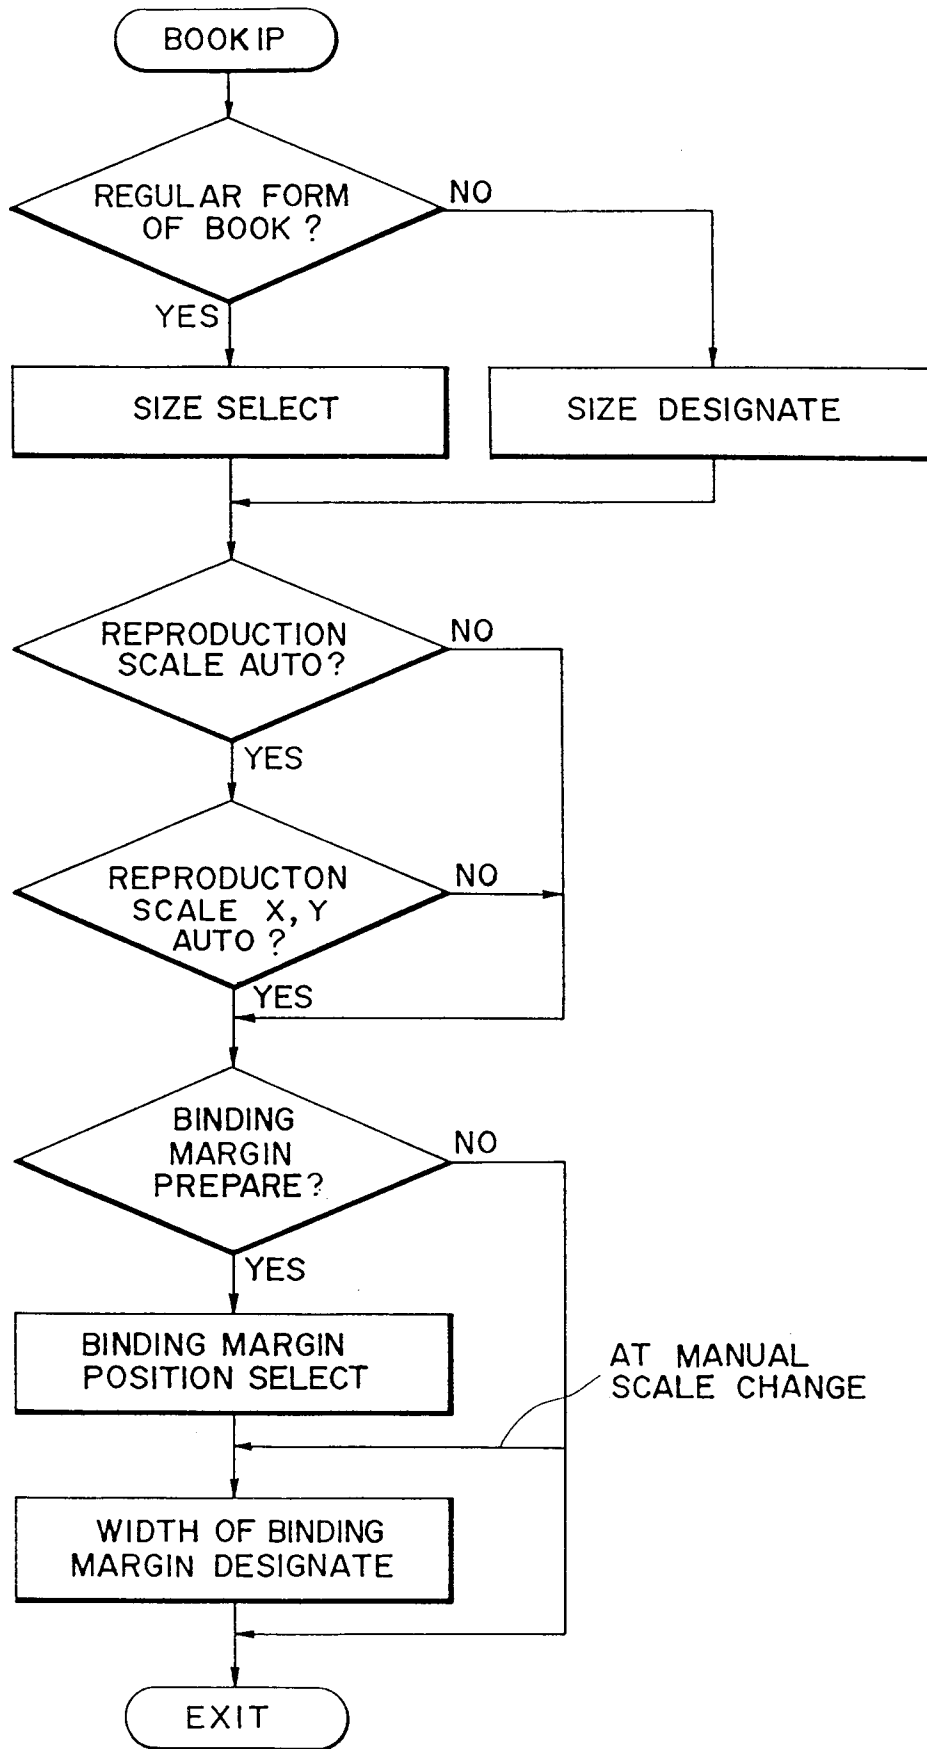 BOOK IP
REGULAR FORM
OF BOOK ?
NO
YES
SIZE SELECT
SIZE DESIGNATE
REPRODUCTION
SCALE AUTO?
NO
YES
REPRODUCTON
SCALE X, Y
AUTO ?
NO
YES
BINDING
MARGIN
PREPARE?
NO
YES
BINDING MARGIN
POSITION SELECT
AT MANUAL
SCALE CHANGE
WIDTH OF BINDING
MARGIN DESIGNATE
EXIT